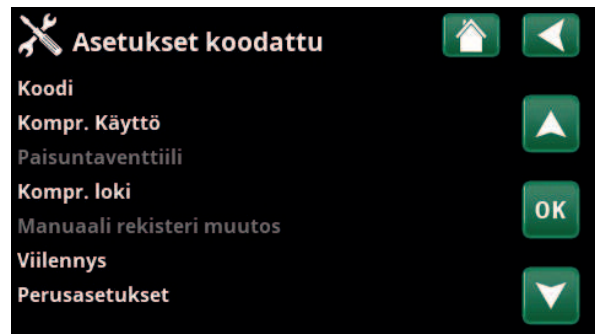 Asetukset koodattu
Koodi
Kompr. Käyttö
Paisuntaventtiili
Kompr. loki
Manuaali rekisteri muutos
OK
Viilennys
Perusasetukset